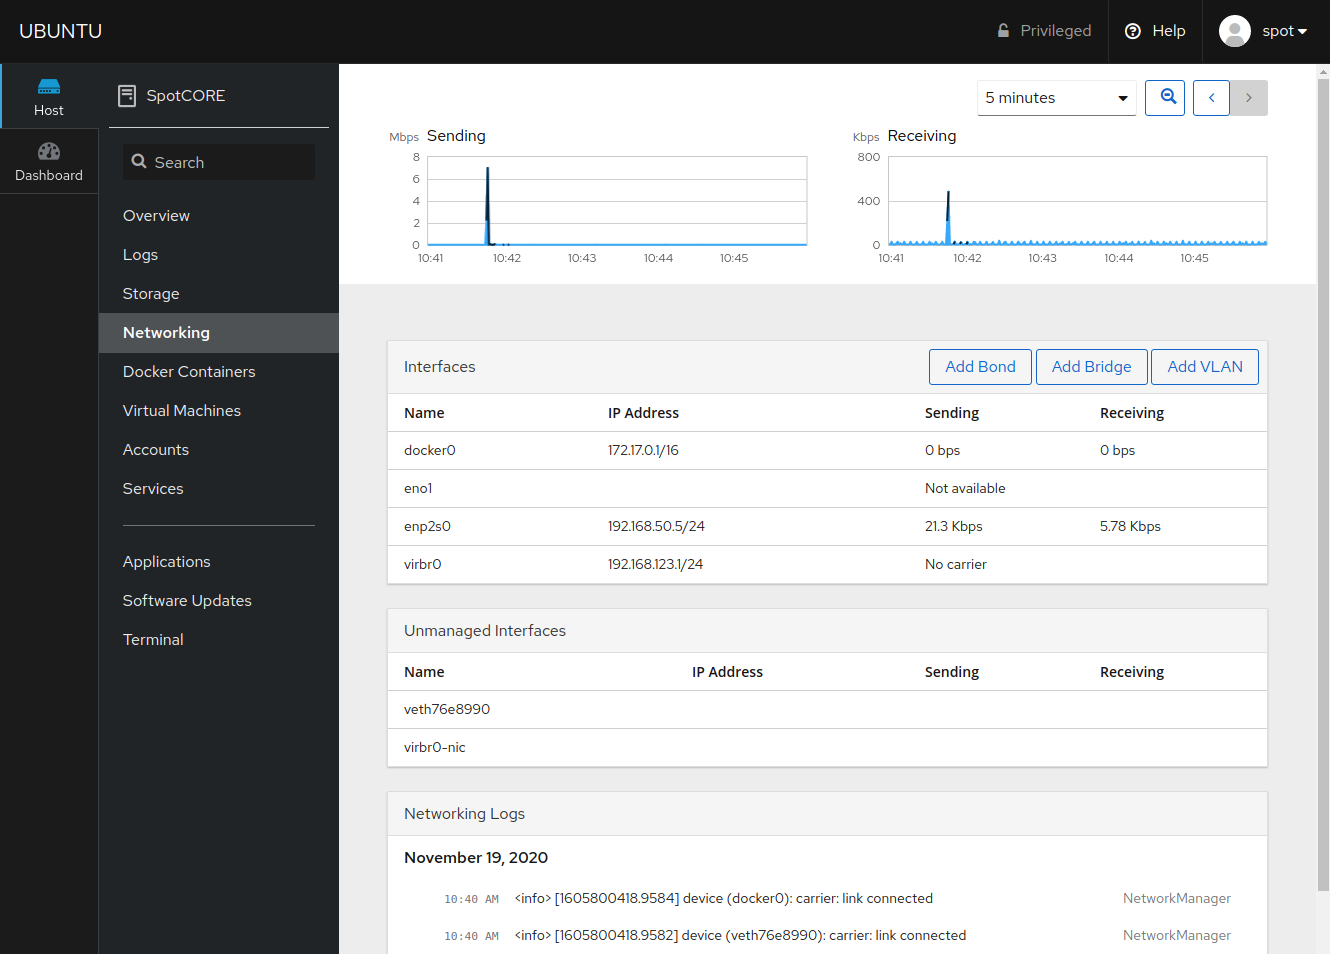 UBUNTU
Privileged
Help
spot
Host
Dashboard
SpotCORE
Search
Overview
Logs
Storage
Networking
Docker Containers
Virtual Machines
Accounts
Services
Applications
Software Updates
Terminal
5 minutes
Mbps Sending
8
6
4
2
0
10:41 10:42 10:43 10:44 10:45
Kbps Receiving
800
400
0
10:41 10:42 10:43 10:44 10:45
Interfaces Add Bond Add Bridge Add VLAN
Name IP Address Sending Receiving
docker0 172.17.0.1/16 0 bps 0 bps
eno1 Not available
enp2s0 192.168.50.5/24 21.3 Kbps 5.78 Kbps
virbr0 192.168.123.1/24 No carrier
Unmanaged Interfaces
Name IP Address Sending Receiving
veth76e8990
virbr0-nic
Networking Logs
November 19, 2020
10:40 AM <info> [1605800418.9584] device (docker0): carrier: link connected NetworkManager
10:40 AM <info> [1605800418.9582] device (veth76e8990): carrier: link connected NetworkManager